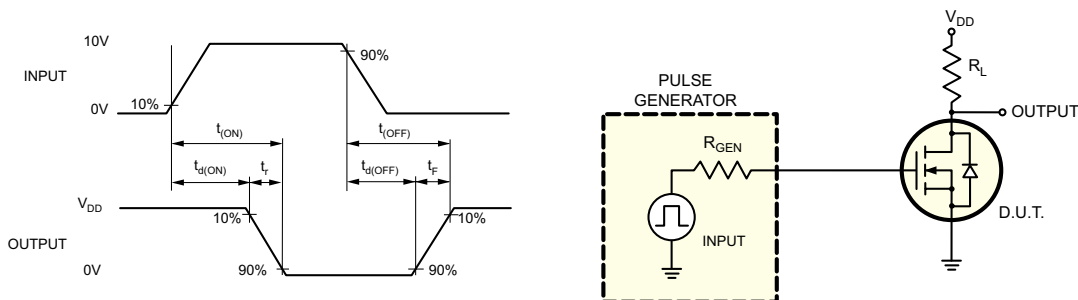 10V
INPUT
0V
10%
90%
t(ON)
t(OFF)
td(ON)
tr
td(OFF)
tF
VDD
OUTPUT
0V
10%
10%
90%
90%
VDD
RL
OUTPUT
PULSE
GENERATOR
RGEN
INPUT
D.U.T.